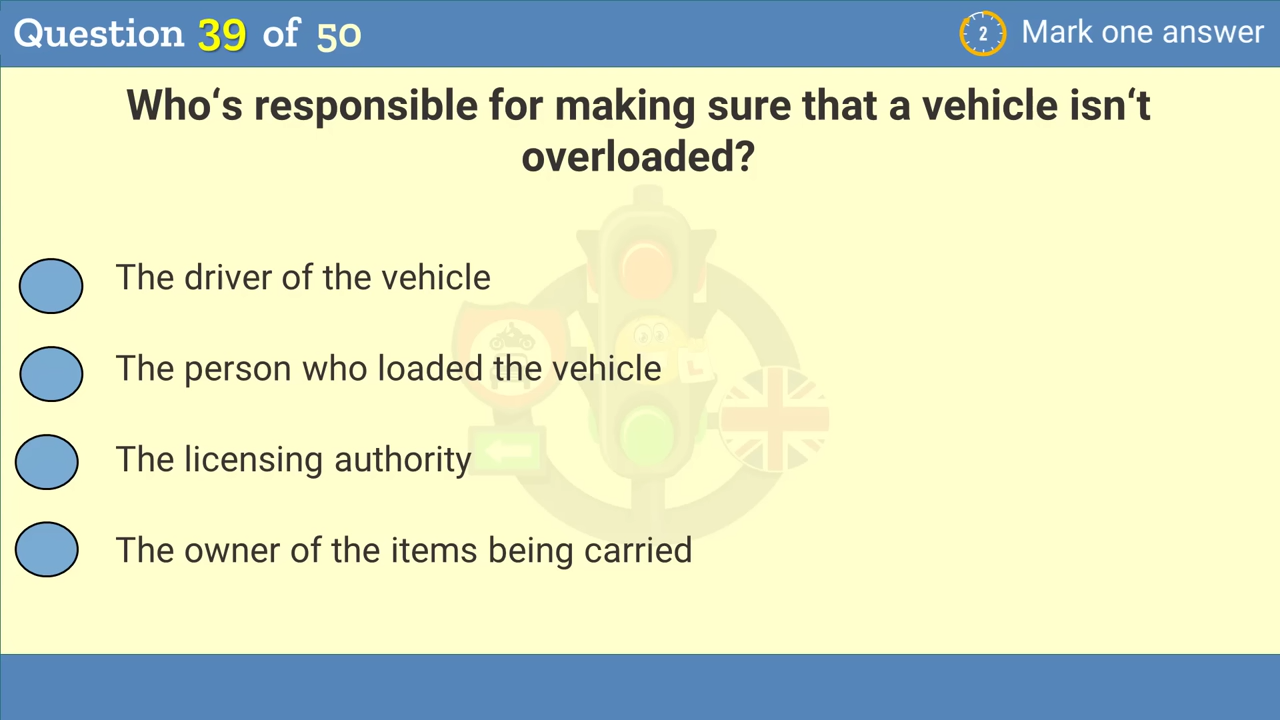 Question 39 of 50
2 Mark one answer
Who‘s responsible for making sure that a vehicle isn‘t
overloaded?
The driver of the vehicle
The person who loaded the vehicle
The licensing authority
The owner of the items being carried
L